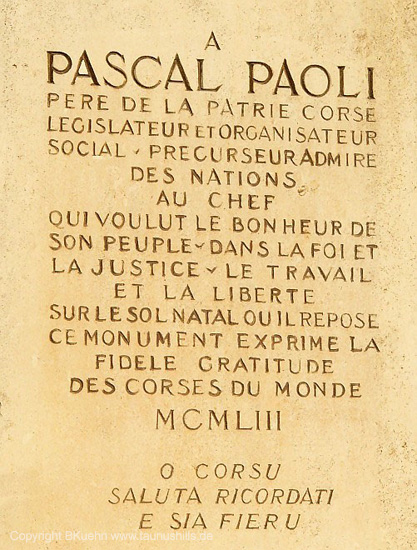 A
PASCAL PAOLI
PERE DE LA PATRIE CORSE
LEGISLATEUR ET ORGANISATEUR
SOCIAL - PRECURSEUR ADMIRE
DES NATIONS
AU CHEF
QUI VOULUT LE BONHEUR DE
SON PEUPLE - DANS LA FOI ET
LA JUSTICE - LE TRAVAIL
ET LA LIBERTE
SUR LE SOL NATAL OU IL REPOSE
CE MONUMENT EXPRIME LA
FIDELE GRATITUDE
DES CORSES DU MONDE
MCMLIII
O CORSU
SALUTA RICORDATI
E SIA FIERU
Copyright BKuehn www.taunushills.de